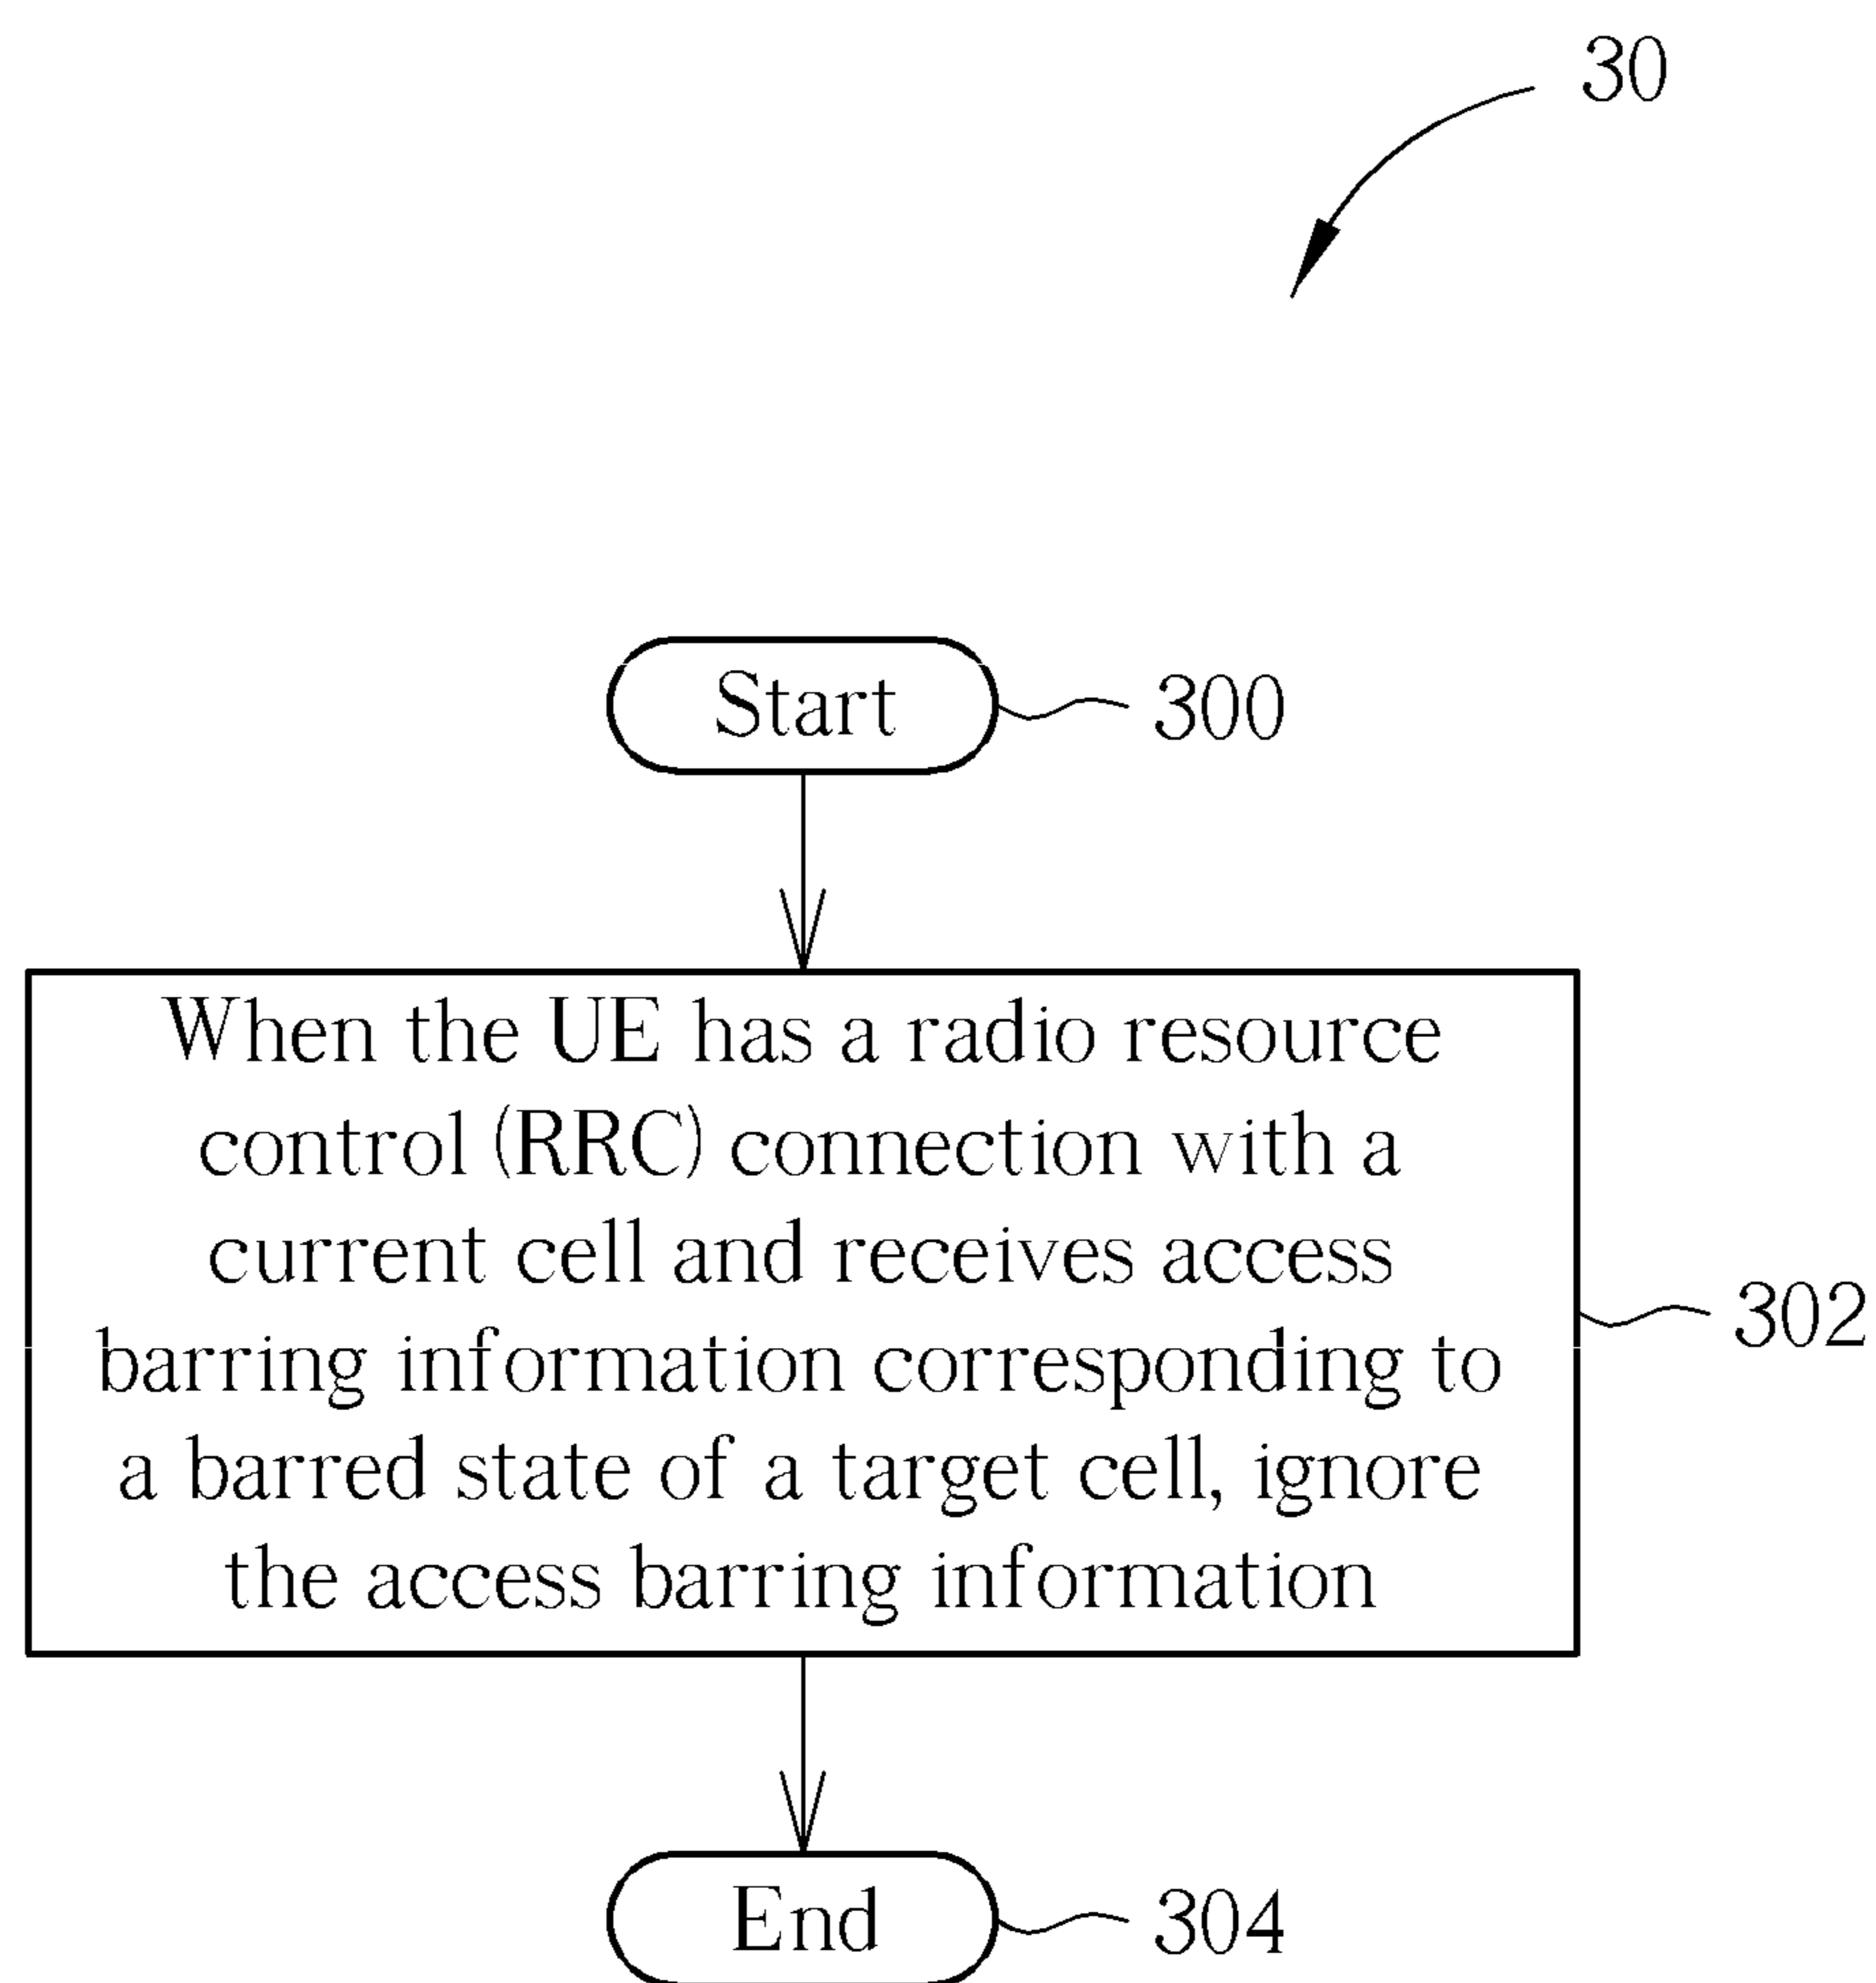 30
Start
300
When the UE has a radio resource
control (RRC) connection with a
current cell and receives access
barring information corresponding to
a barred state of a target cell, ignore
the access barring information
302
End
304